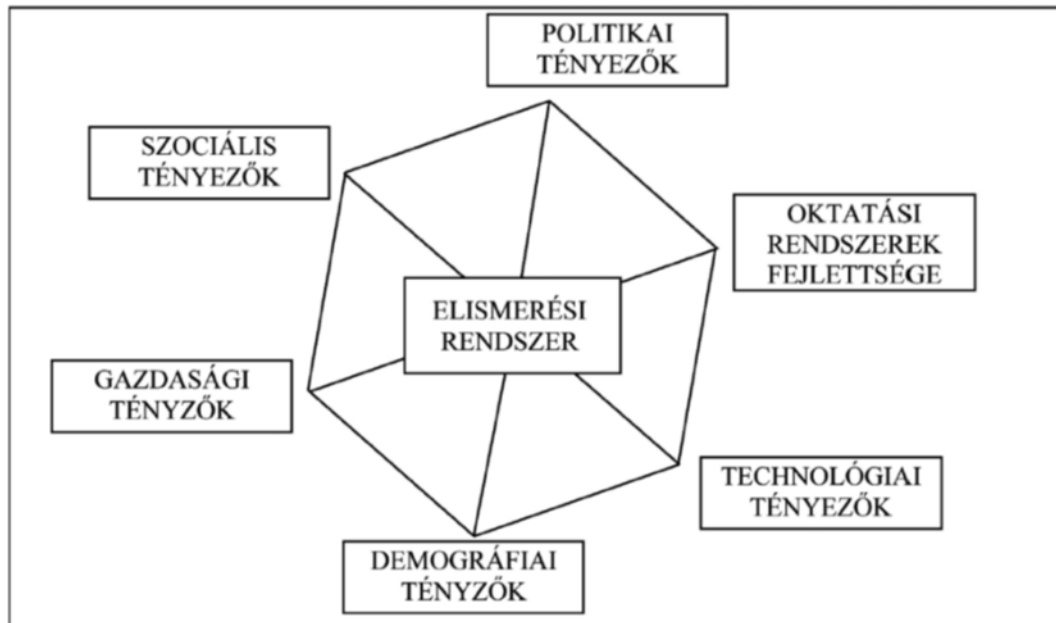 POLITIKAI
TÉNYEZŐK
SZOCIÁLIS
TÉNYEZŐK
OKTATÁSI
RENDSZEREK
FEJLETTSÉGE
ELISMERÉSI
RENDSZER
GAZDASÁGI
TÉNYZŐK
TECHNOLÓGIAI
TÉNYEZŐK
DEMOGRÁFIAI
TÉNYZŐK